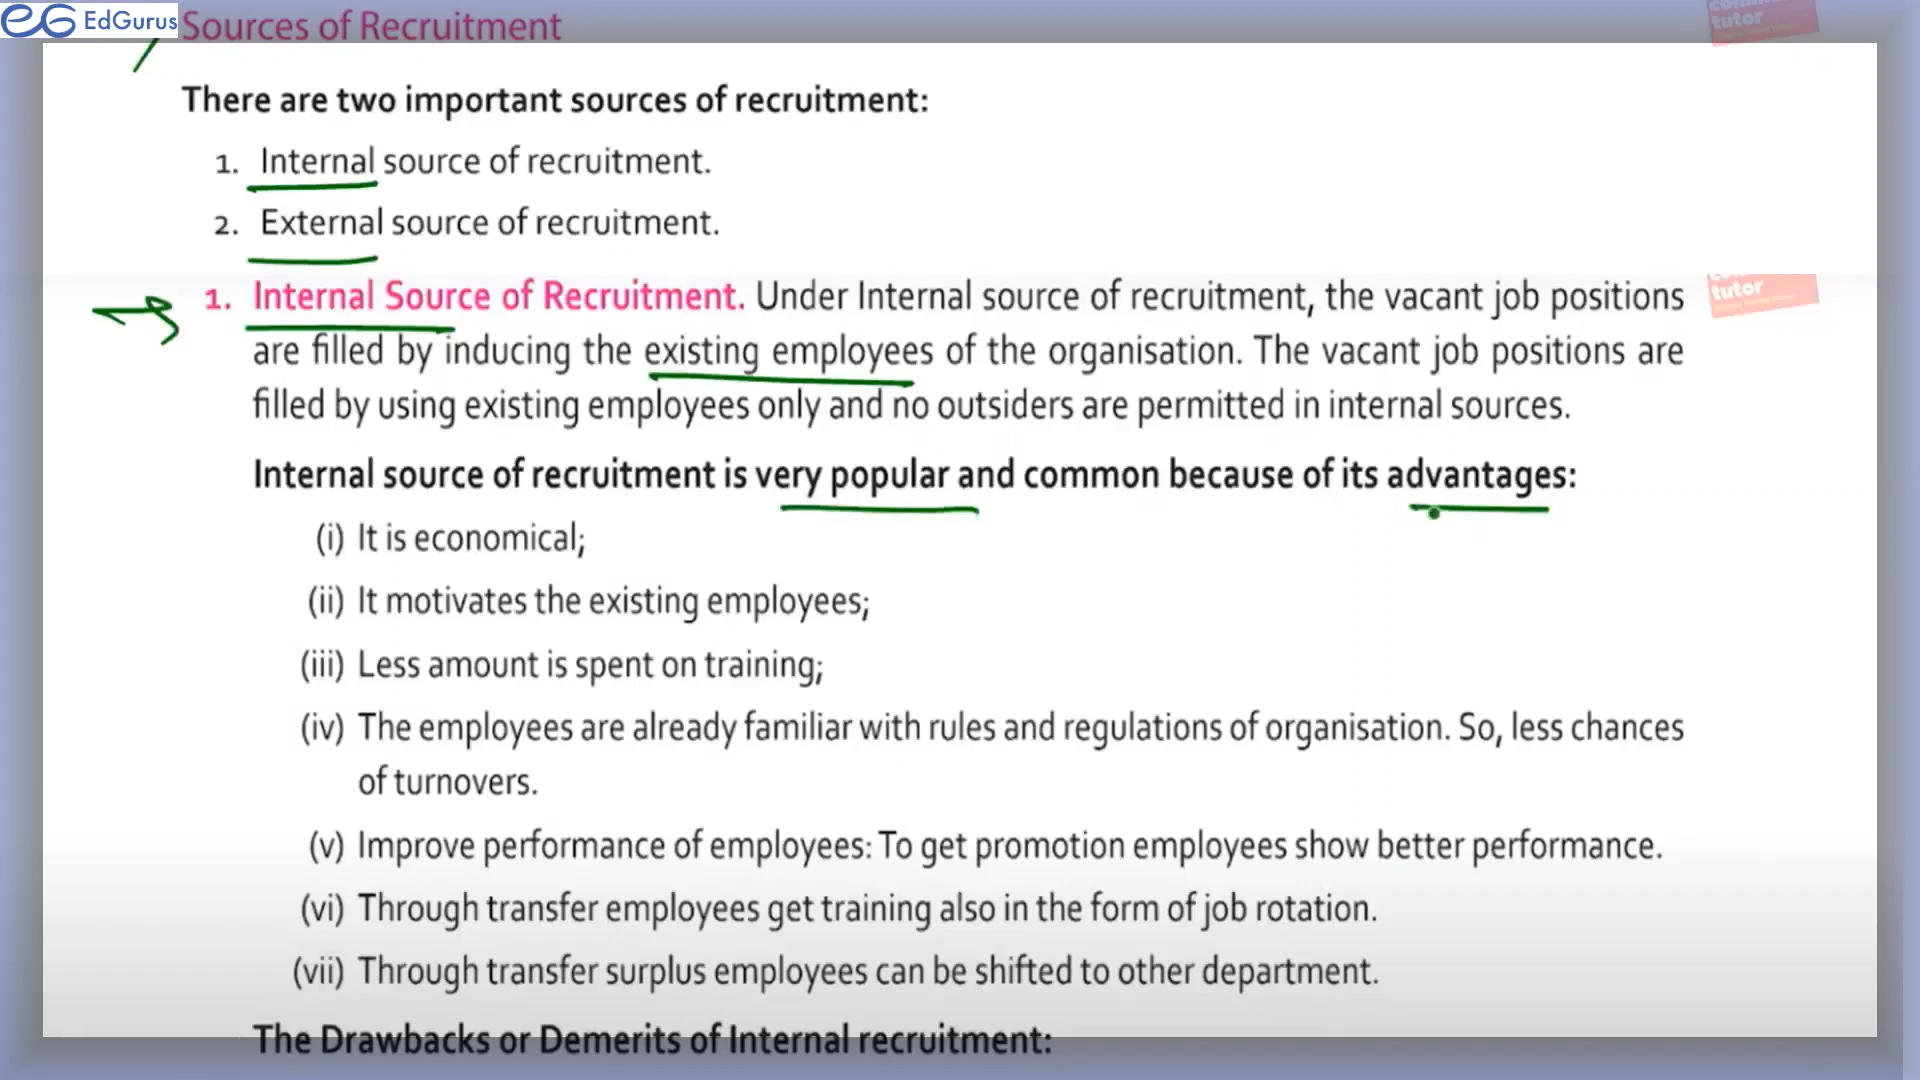 EdGurus
Sources of Recruitment
tutor
There are two important sources of recruitment:
1. Internal source of recruitment.
2. External source of recruitment.
1. Internal Source of Recruitment. Under Internal source of recruitment, the vacant job positions
tutor
are filled by inducing the existing employees of the organisation. The vacant job positions are
filled by using existing employees only and no outsiders are permitted in internal sources.
Internal source of recruitment is very popular and common because of its advantages:
(i) It is economical;
(ii) It motivates the existing employees;
(iii) Less amount is spent on training;
(iv) The employees are already familiar with rules and regulations of organisation. So, less chances
of turnovers.
(v) Improve performance of employees: To get promotion employees show better performance.
(vi) Through transfer employees get training also in the form of job rotation.
(vii) Through transfer surplus employees can be shifted to other department.
The Drawbacks or Demerits of Internal recruitment: